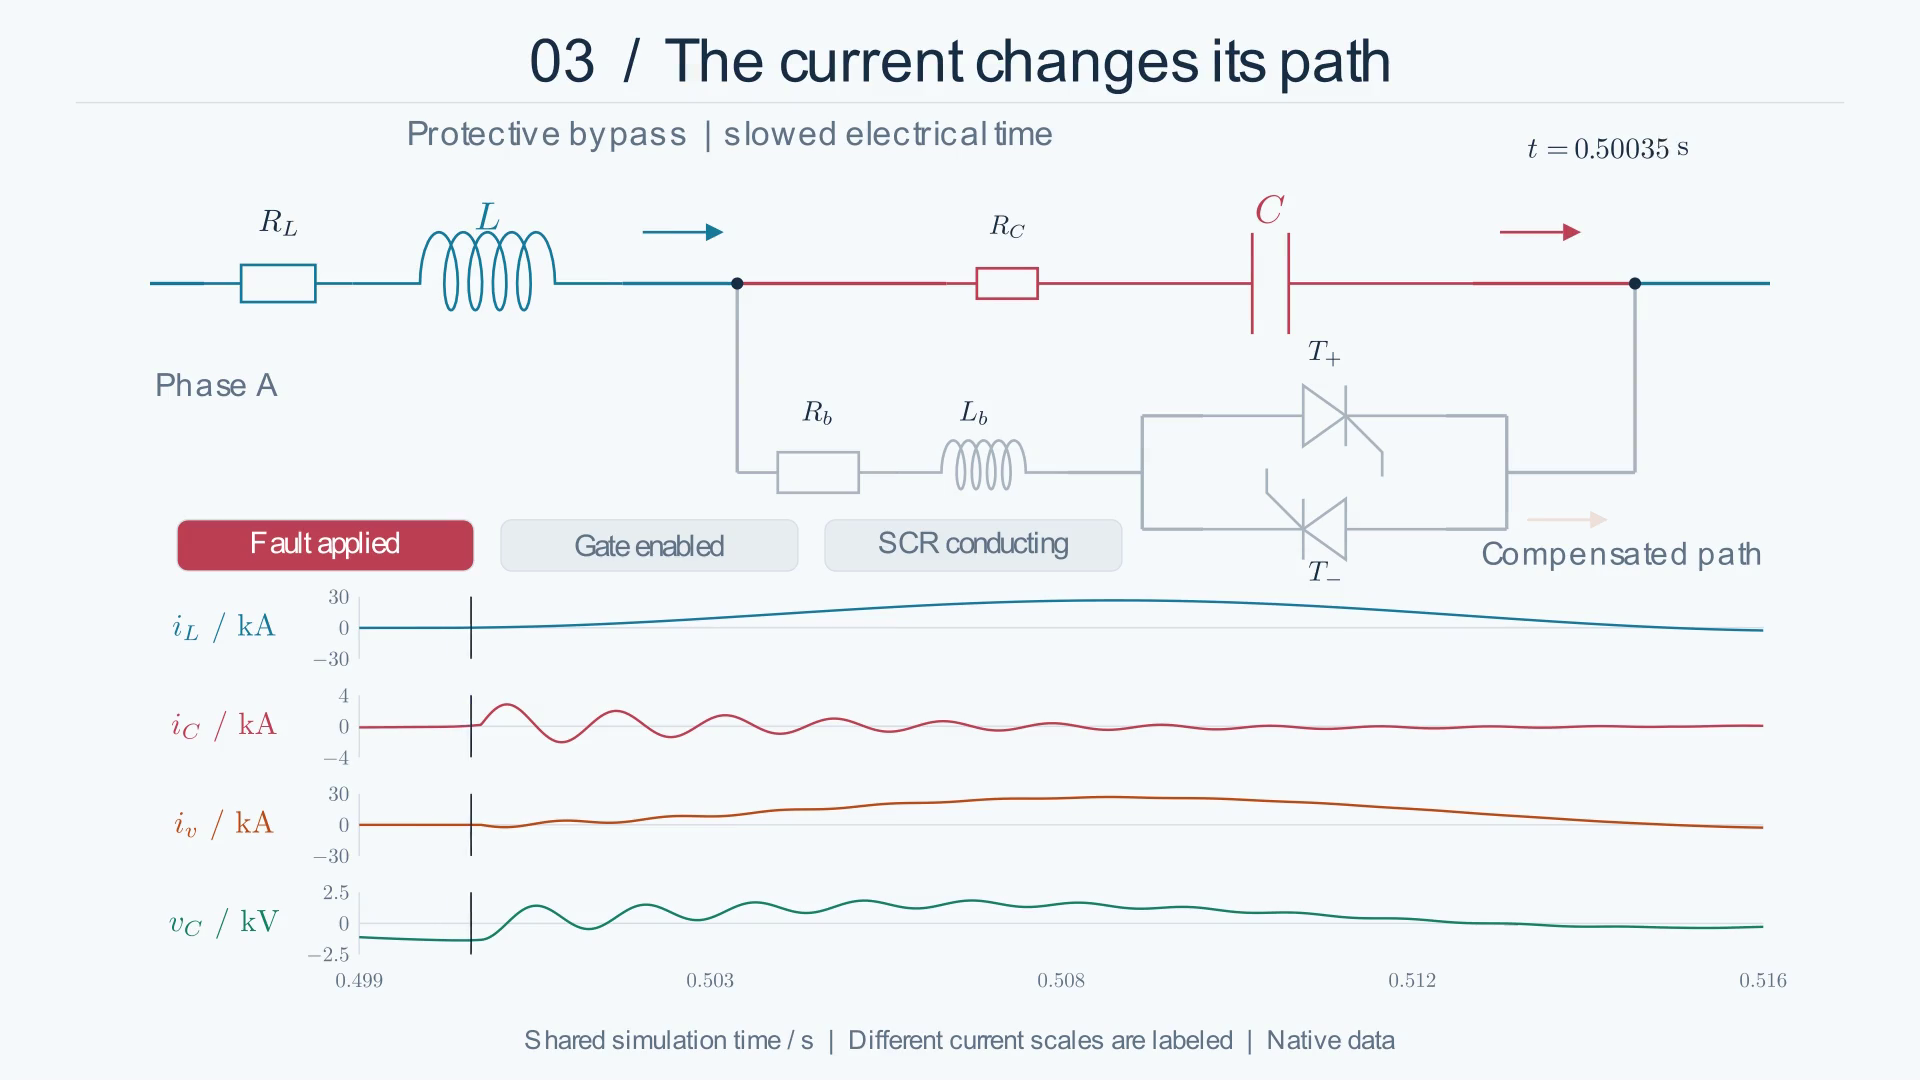 03 / The current changes its path
Protective bypass | slowed electrical time
t = 0.50035 s
R_L
L
R_C
C
T_+
Phase A
R_b
L_b
Fault applied
Gate enabled
SCR conducting
Compensated path
T_−
i_L / kA
30
0
−30
i_C / kA
4
0
−4
i_v / kA
30
0
−30
v_C / kV
2.5
0
−2.5
0.499 0.503 0.508 0.512 0.516
Shared simulation time / s | Different current scales are labeled | Native data